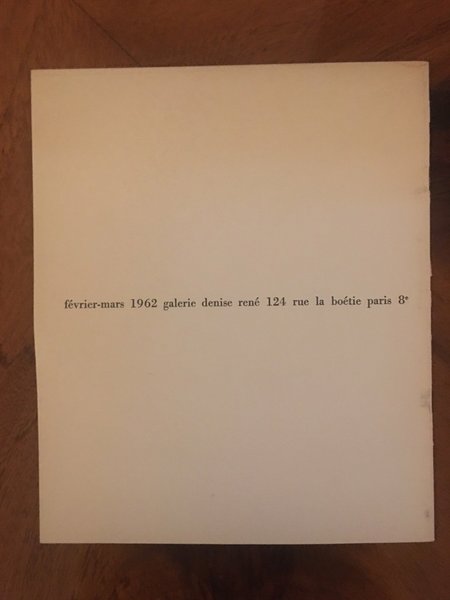 février-mars 1962 galerie denise rené 124 rue la boétie paris 8e